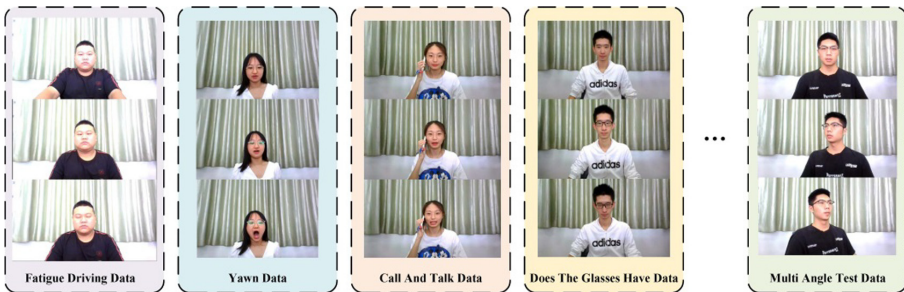 adidas
adidas
adidas
...
Fatigue Driving Data
Yawn Data
Call And Talk Data
Does The Glasses Have Data
Multi Angle Test Data